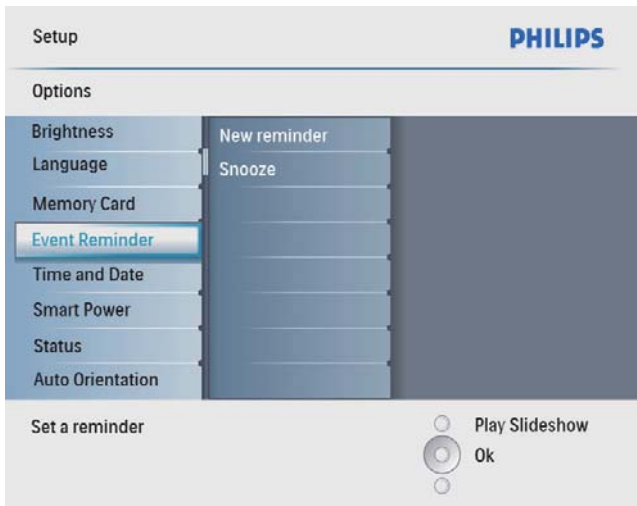 Setup
PHILIPS
Options
Brightness
Language
Memory Card
Event Reminder
Time and Date
Smart Power
Status
Auto Orientation
New reminder
Snooze
Set a reminder
Play Slideshow
Ok